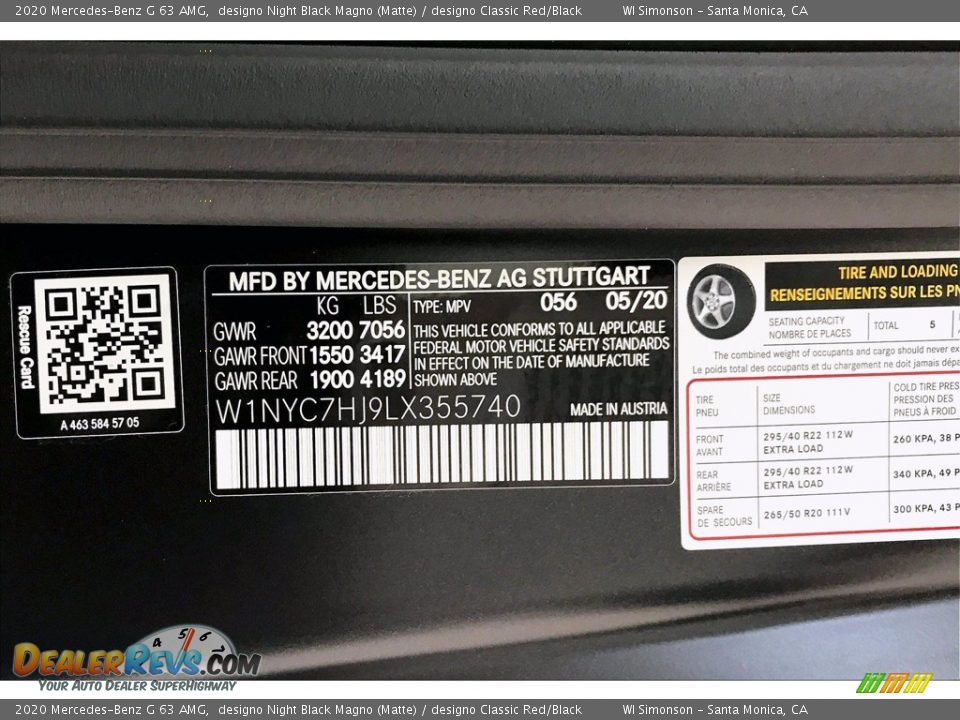 2020 Mercedes-Benz G 63 AMG,  designo Night Black Magno (Matte) / designo Classic Red/Black        WI Simonson - Santa Monica, CA
Rescue Card
A 463 584 57 05
MFD BY MERCEDES-BENZ AG STUTTGART
KG LBS
GWR 3200 7056
GAWR FRONT 1550 3417
GAWR REAR 1900 4189
TYPE: MPV 056 05/20
THIS VEHICLE CONFORMS TO ALL APPLICABLE
FEDERAL MOTOR VEHICLE SAFETY STANDARDS
IN EFFECT ON THE DATE OF MANUFACTURE
SHOWN ABOVE
W1NYC7HJ9LX355740
MADE IN AUSTRIA
TIRE AND LOADING
RENSEIGNEMENTS SUR LES PN
SEATING CAPACITY
NOMBRE DE PLACES
TOTAL 5
The combined weight of occupants and cargo should never ex
Le poids total des occupants et du chargement ne doit jamais dépa
TIRE
PNEU
SIZE
DIMENSIONS
COLD TIRE PRES
PRESSION DES
PNEUS À FROID
FRONT
AVANT
295/40 R22 112W
EXTRA LOAD
260 KPA, 38 P
REAR
ARRIÈRE
295/40 R22 112W
EXTRA LOAD
340 KPA, 49 P
SPARE
DE SECOURS
265/50 R20 111V
300 KPA, 43 P
4 5 6 7
DEALERREVS.COM
YOUR AUTO DEALER SUPERHIGHWAY
2020 Mercedes-Benz G 63 AMG,  designo Night Black Magno (Matte) / designo Classic Red/Black        WI Simonson - Santa Monica, CA